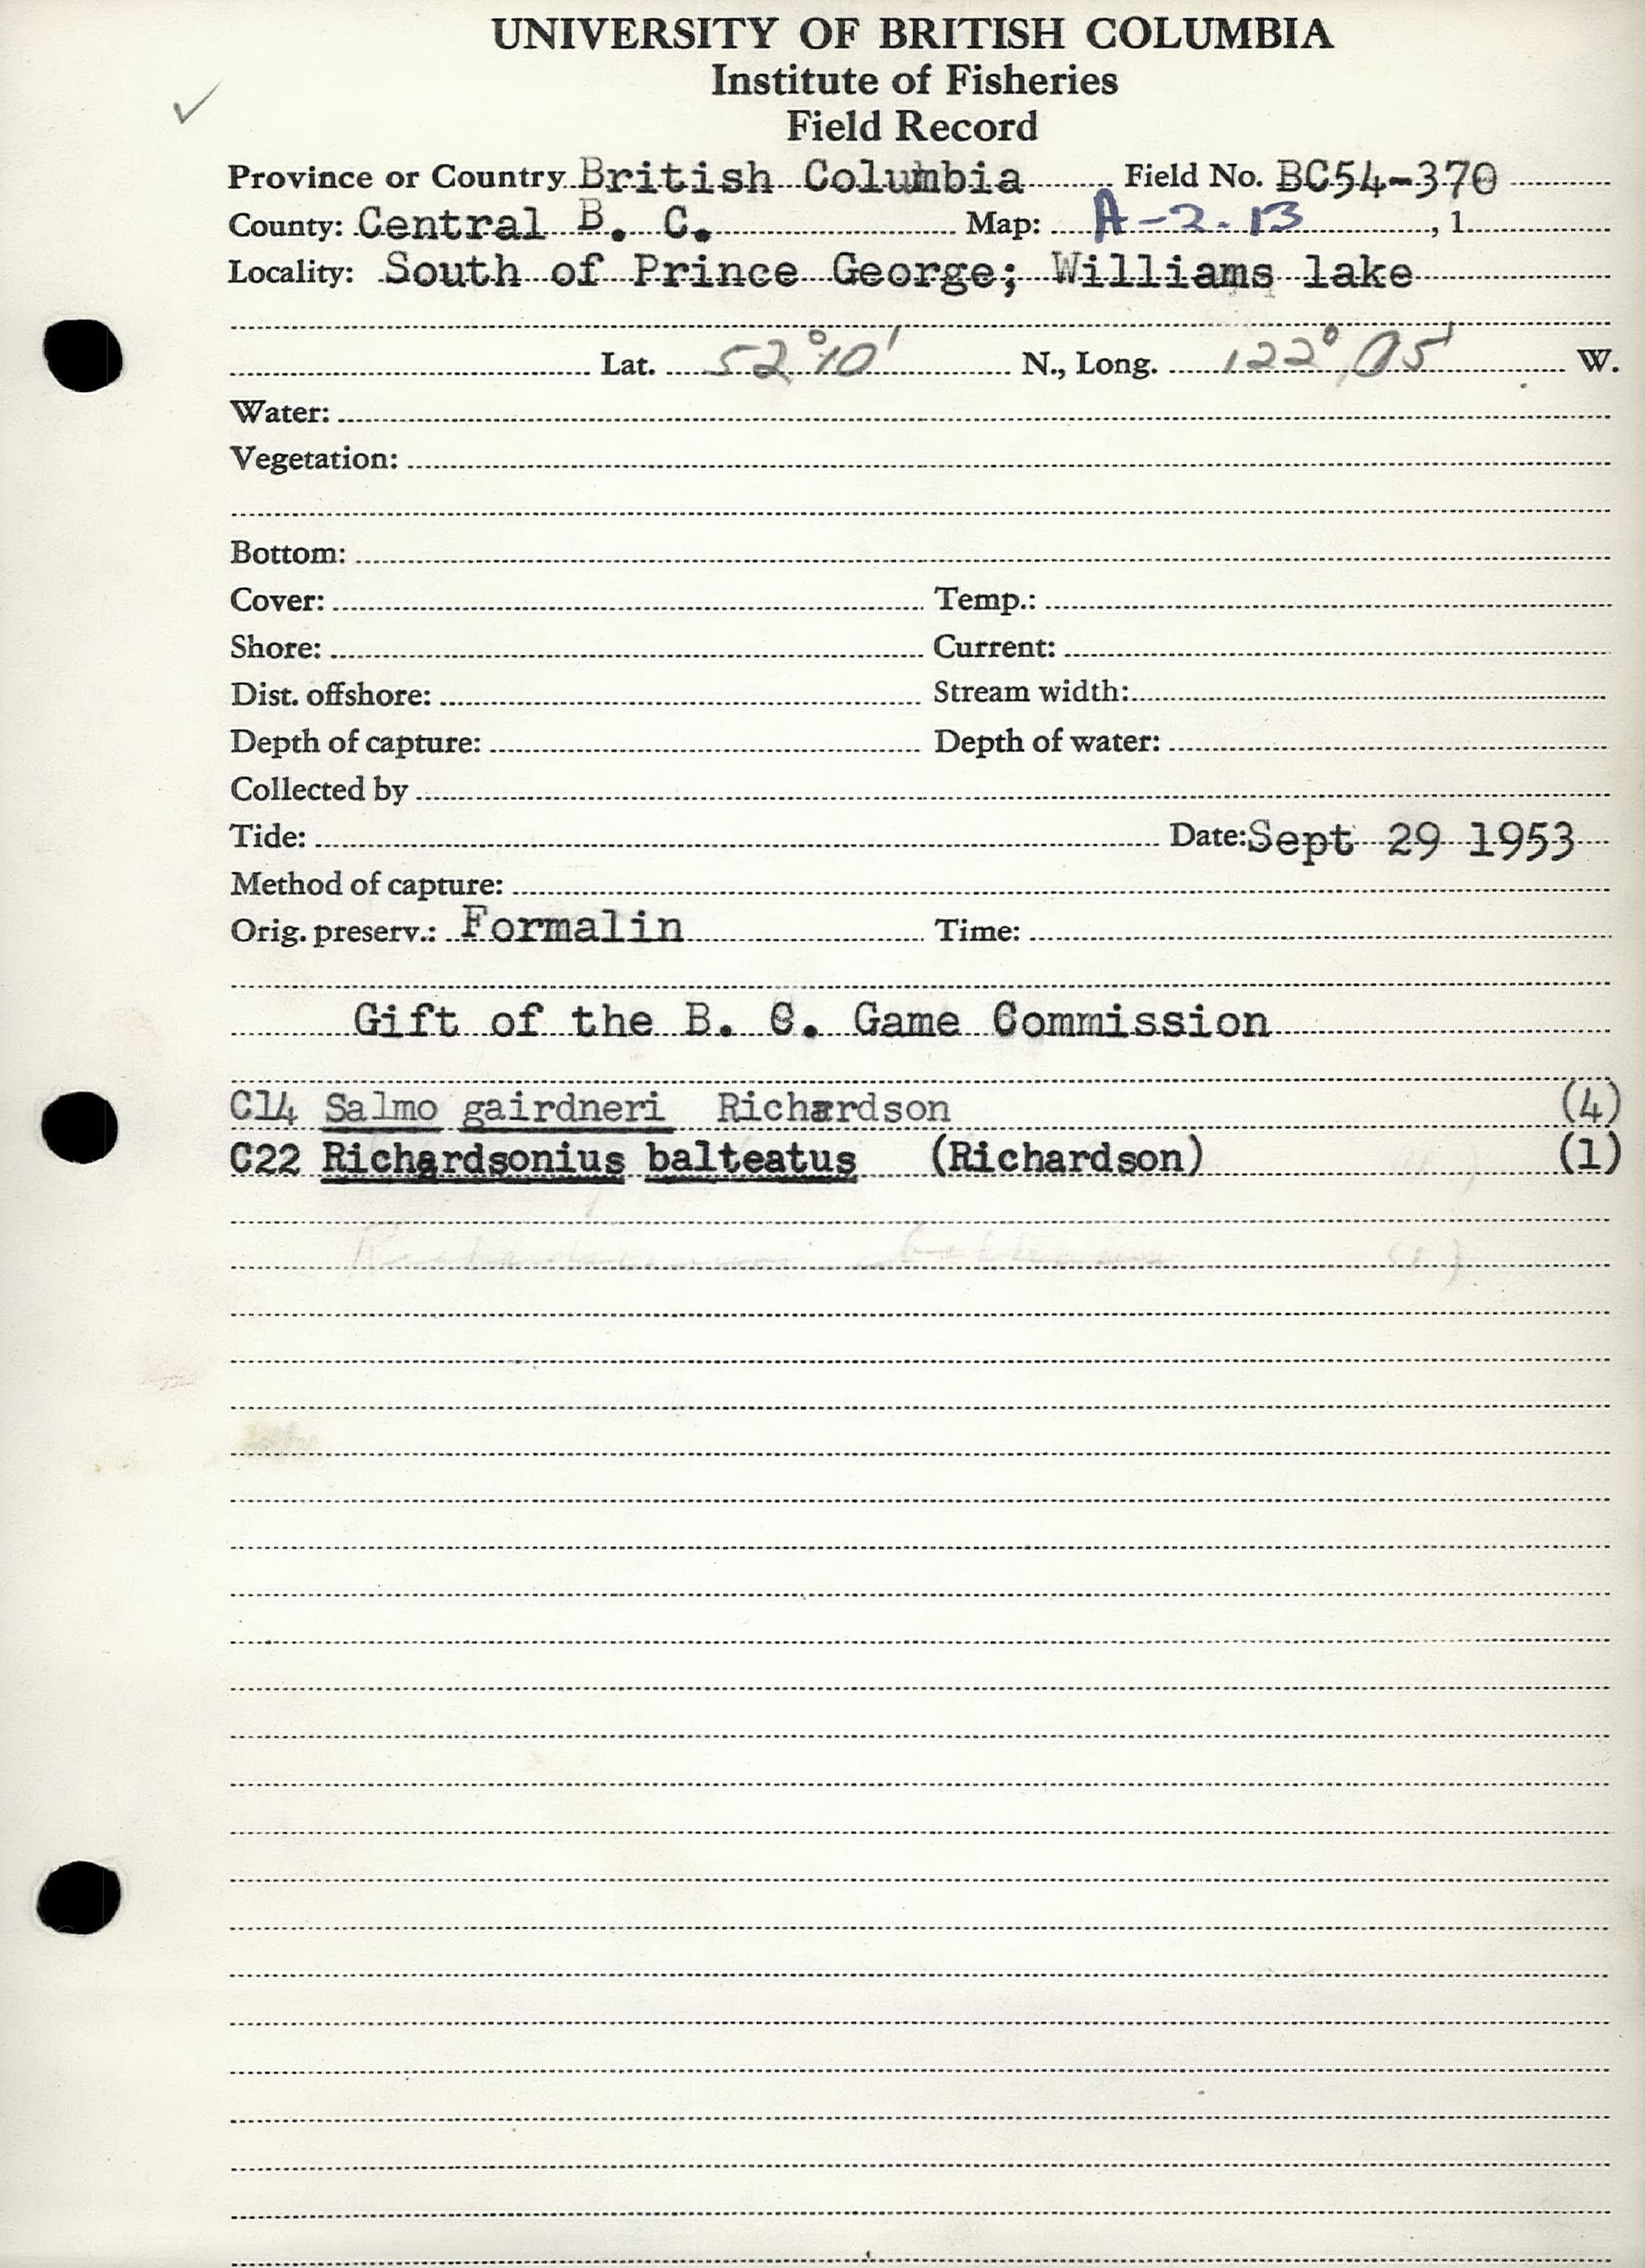 UNIVERSITY OF BRITISH COLUMBIA
Institute of Fisheries
Field Record
Province or Country British Columbia Field No. BC54-370
County: Central B. C. Map: A-2-13, 1
Locality: South of Prince George; Williams lake
Lat. 52°10' N., Long. 122°05' W.
Water:
Vegetation:
Bottom:
Cover: Temp.:
Shore: Current:
Dist. offshore: Stream width:
Depth of capture: Depth of water:
Collected by
Tide: Date: Sept 29 1953
Method of capture:
Orig. preserv.: Formalin Time:
Gift of the B. C. Game Commission
C14 Salmo gairdneri Richardson (4)
C22 Richardsonius balteatus (Richardson) (1)